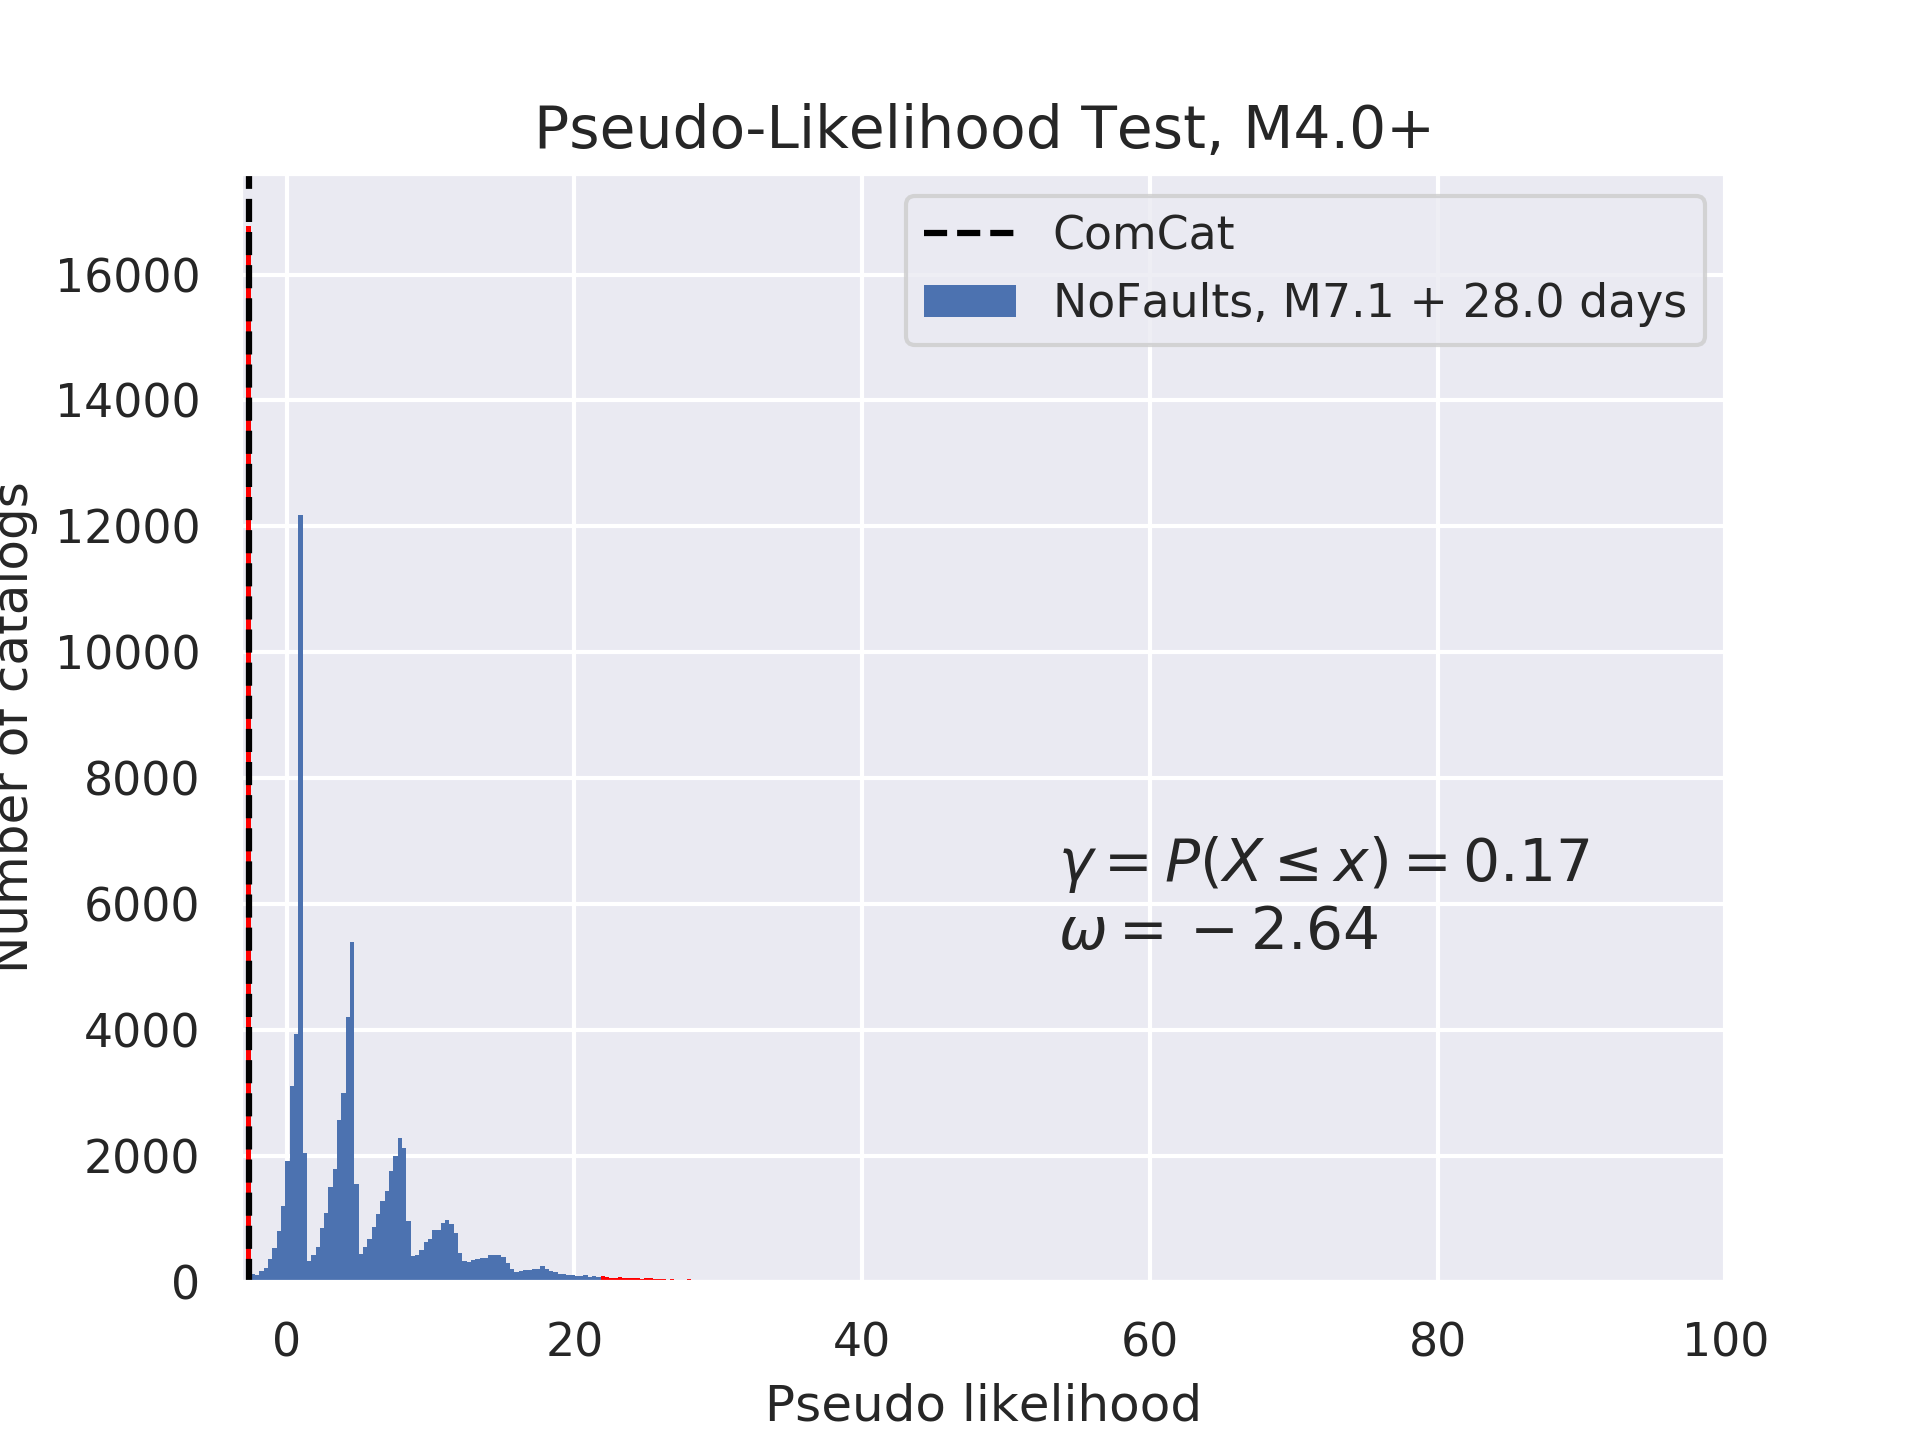 Pseudo-Likelihood Test, M4.0+
ComCat
NoFaults, M7.1 + 28.0 days
16000
14000
12000
10000
8000
6000
4000
2000
0
Number of catalogs
γ = P(X ≤ x) = 0.17
ω = − 2.64
0 20 40 60 80 100
Pseudo likelihood